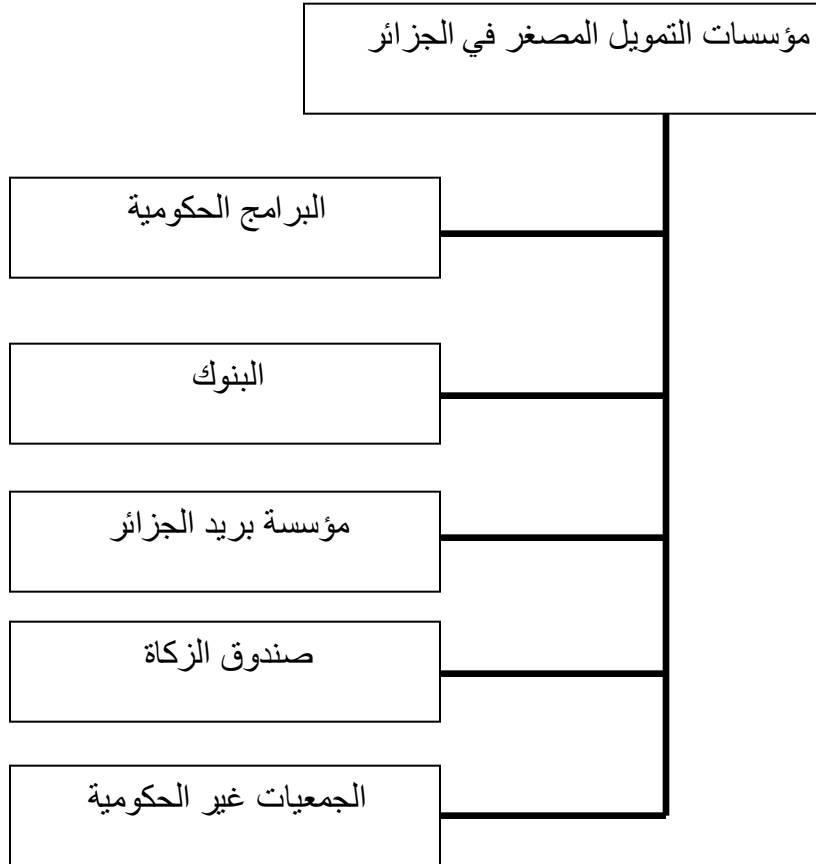 مؤسسات التمويل المصغر في الجزائر
البرامج الحكومية
البنوك
مؤسسة بريد الجزائر
صندوق الزكاة
الجمعيات غير الحكومية